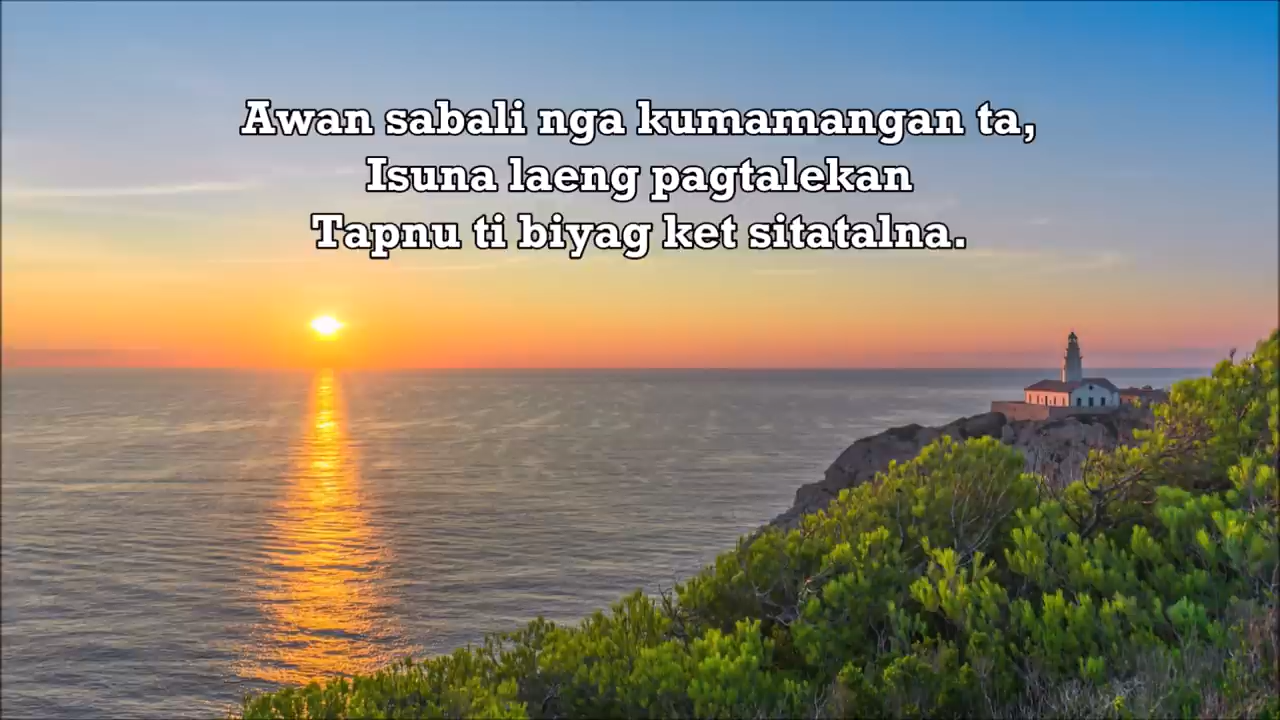 Awan sabali nga kumamangan ta,
Isuna laeng pagtalekan
Tapnu ti biyag ket sitatalna.